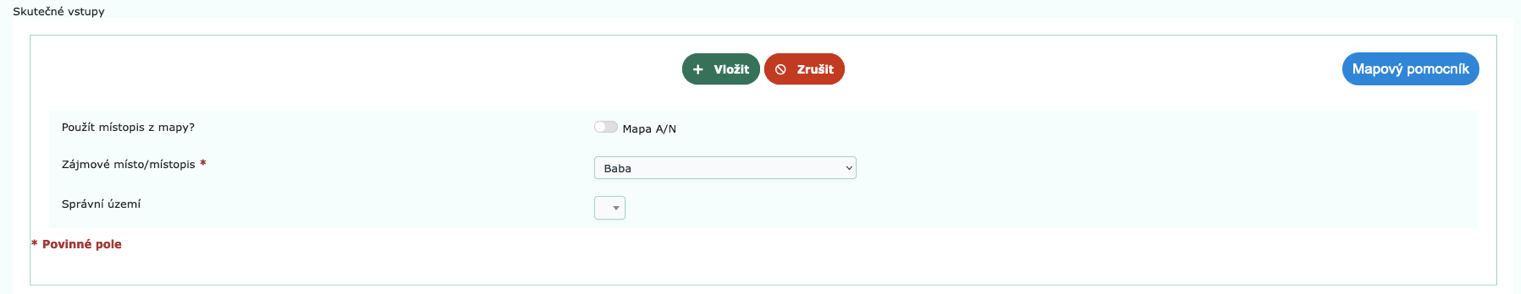 Skutečné vstupy
+ Vložit Zrušit Mapový pomocník
Použít místopis z mapy? Mapa A/N
Zájmové místo/místopis * Baba
Správní území
* Povinné pole